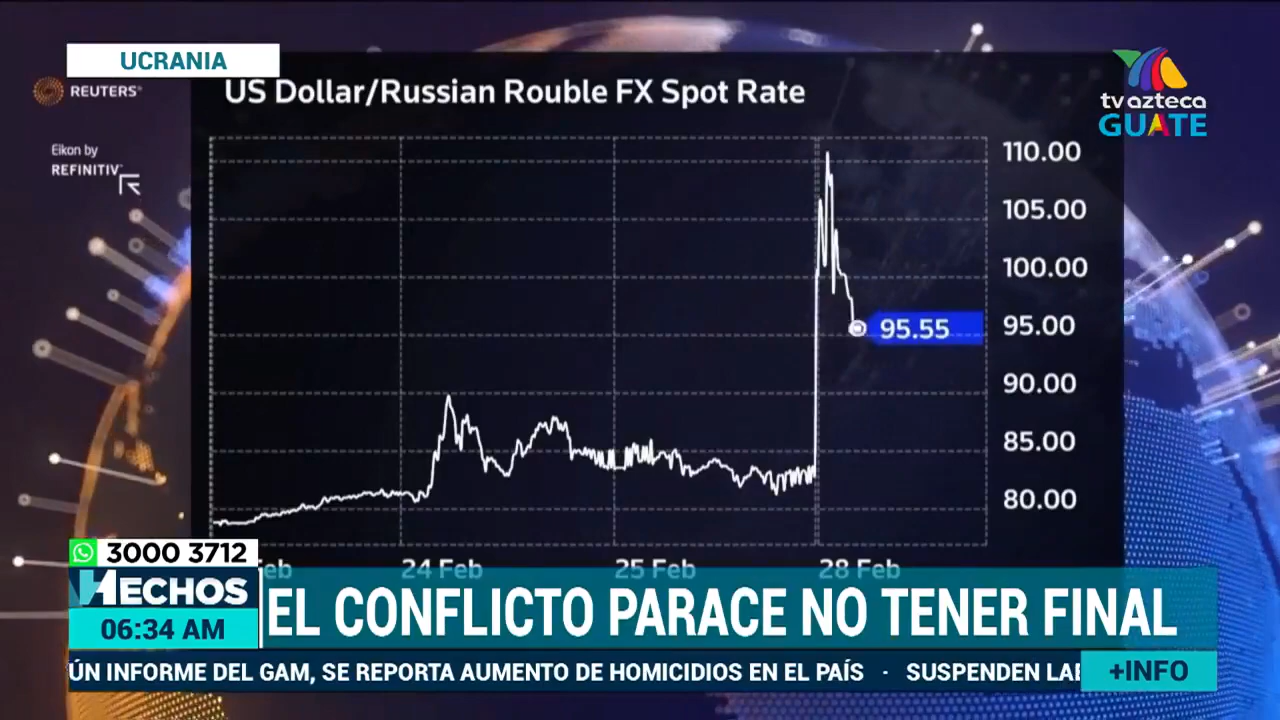 UCRANIA
REUTERS
Eikon by
REFINITIV
US Dollar/Russian Rouble FX Spot Rate
tv azteca
GUATE
110.00
105.00
100.00
95.00
90.00
85.00
80.00
95.55
eb
24 Feb
25 Feb
28 Feb
3000 3712
HECHOS
06:34 AM
EL CONFLICTO PARACE NO TENER FINAL
ÚN INFORME DEL GAM, SE REPORTA AUMENTO DE HOMICIDIOS EN EL PAÍS · SUSPENDEN LAB
+INFO